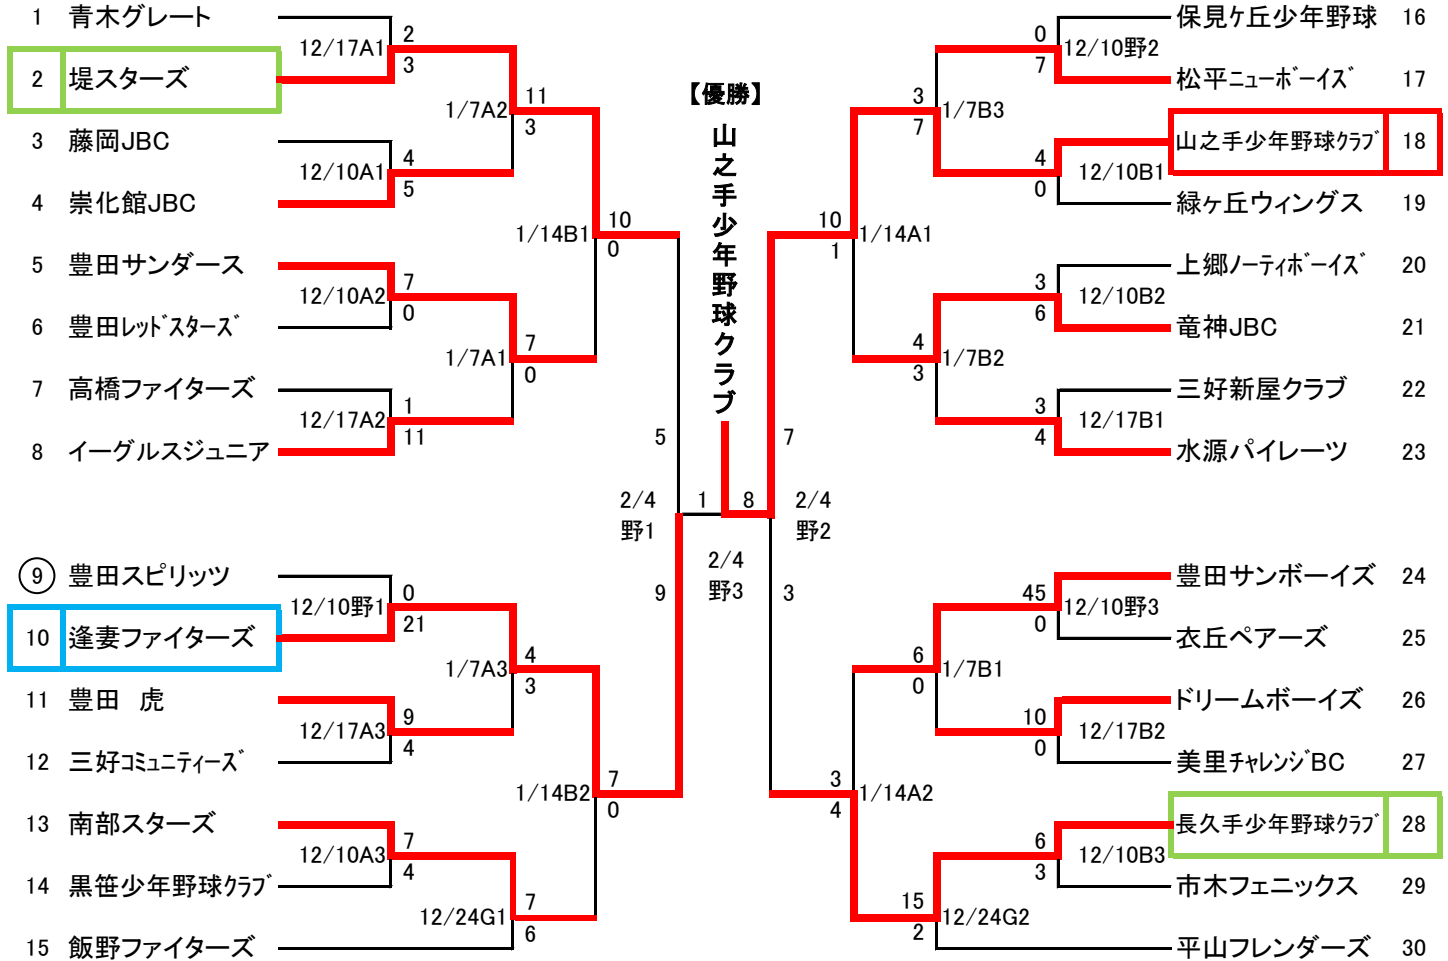 1 青木グレート
12/17A1 2
3
2 堤スターズ
1/7A2 11
3
3 藤岡JBC
12/10A1 4
5
4 崇化館JBC
1/14B1 10
0
5 豊田サンダース
12/10A2 7
0
6 豊田レッドスターズ
1/7A1 7
0
7 高橋ファイターズ
12/17A2 1
11
8 イーグルスジュニア
5
2/4
野1
⑨ 豊田スピリッツ
12/10野1 0
21
10 逢妻ファイターズ
9
1/7A3 4
3
11 豊田 虎
12/17A3 9
4
12 三好コミュニティーズ
1/14B2 7
0
13 南部スターズ
12/10A3 7
4
14 黒笹少年野球クラブ
12/24G1 7
6
15 飯野ファイターズ
【優勝】
山之手少年野球クラブ
1 8
2/4
野3
保見ヶ丘少年野球 16
0 12/10野2
7
松平ニューボーイズ 17
3 1/7B3
7
山之手少年野球クラブ 18
4 12/10B1
0
緑ヶ丘ウィングス 19
10 1/14A1
1
上郷ノーティボーイズ 20
3 12/10B2
6
竜神JBC 21
4 1/7B2
3
三好新屋クラブ 22
3 12/17B1
4
水源パイレーツ 23
7
2/4
野2
3
豊田サンボーイズ 24
45 12/10野3
0
衣丘ペアーズ 25
6 1/7B1
0
ドリームボーイズ 26
10 12/17B2
0
美里チャレンジBC 27
3 1/14A2
4
長久手少年野球クラブ 28
6 12/10B3
3
市木フェニックス 29
15 12/24G2
2
平山フレンダーズ 30